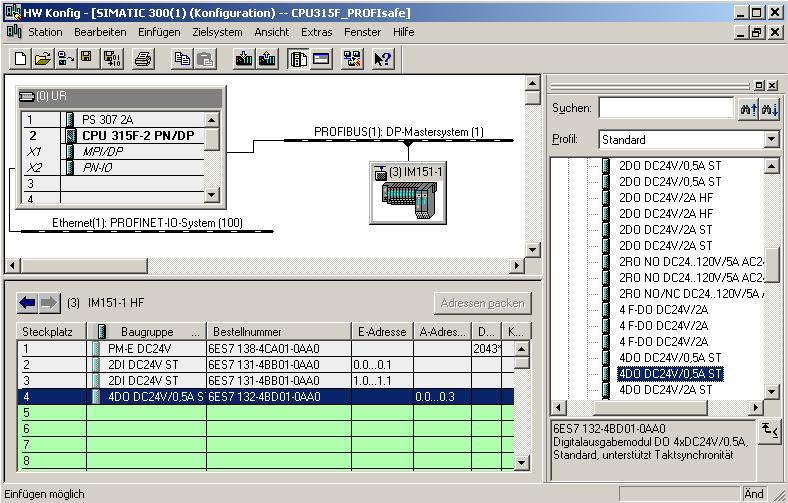 HW Konfig - [SIMATIC 300(1) (Konfiguration) -- CPU315F_PROFIsafe]
Station Bearbeiten Einfügen Zielsystem Ansicht Extras Fenster Hilfe
(0) UR
1 PS 307 2A
2 CPU 315F-2 PN/DP
X1 MPI/DP
X2 PN-IO
3
4
PROFIBUS(1): DP-Mastersystem (1)
(3) IM151-1
Ethernet(1): PROFINET-IO-System (100)
(3) IM151-1 HF
Adressen packen
Steckplatz Baugruppe ... Bestellnummer E-Adresse A-Adres... D... K...
1 PM-E DC24V 6ES7 138-4CA01-0AA0 2043*
2 2DI DC24V ST 6ES7 131-4BB01-0AA0 0.0...0.1
3 2DI DC24V ST 6ES7 131-4BB01-0AA0 1.0...1.1
4 4DO DC24V/0,5A S 6ES7 132-4BD01-0AA0 0.0...0.3
5
6
7
8
Suchen:
Profil: Standard
2DO DC24V/0,5A ST
2DO DC24V/0,5A ST
2DO DC24V/2A HF
2DO DC24V/2A HF
2DO DC24V/2A ST
2DO DC24V/2A ST
2RO NO DC24..120V/5A AC24
2RO NO DC24..120V/5A AC24
2RO NO/NC DC24..120V/5A
4 F-DO DC24V/2A
4 F-DO DC24V/2A
4 F-DO DC24V/2A
4DO DC24V/0,5A ST
4DO DC24V/0,5A ST
4DO DC24V/2A ST
6ES7 132-4BD01-0AA0
Digitalausgabemodul DO 4xDC24V/0.5A,
Standard, unterstützt Taktsynchronität
Einfügen möglich
Änd